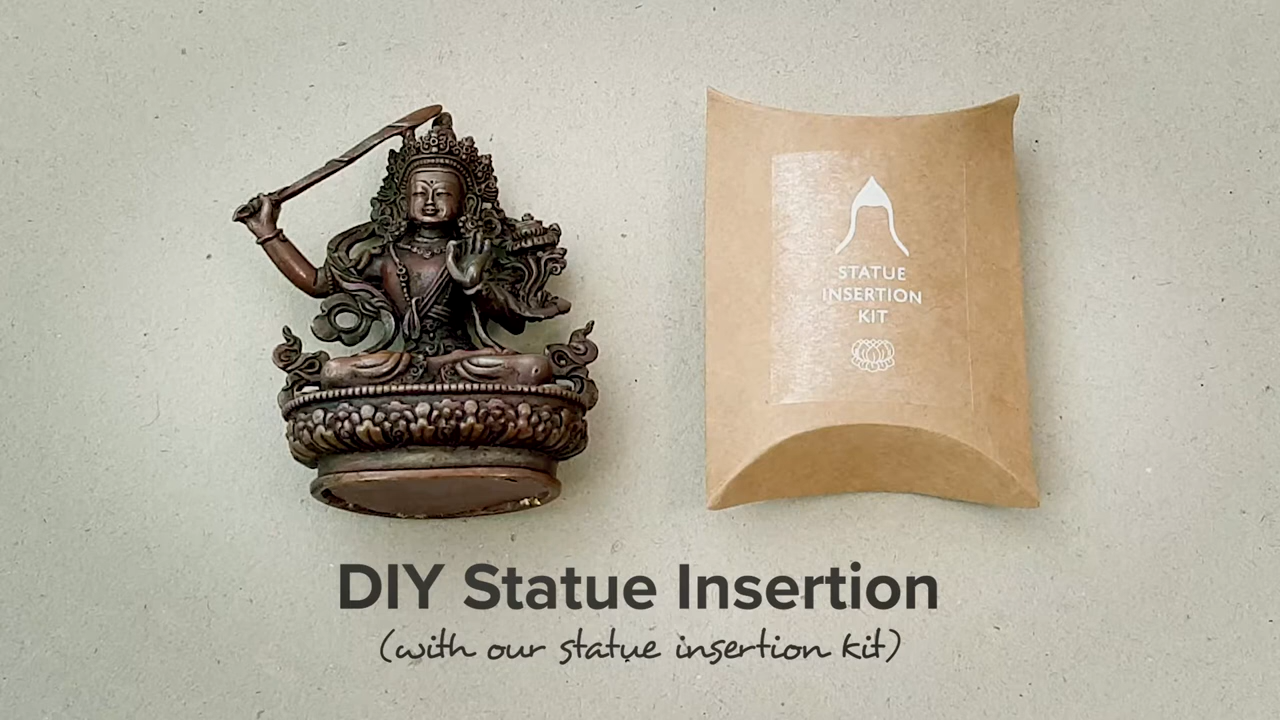 STATUE
INSERTION
KIT
DIY Statue Insertion
(with our statue insertion kit)